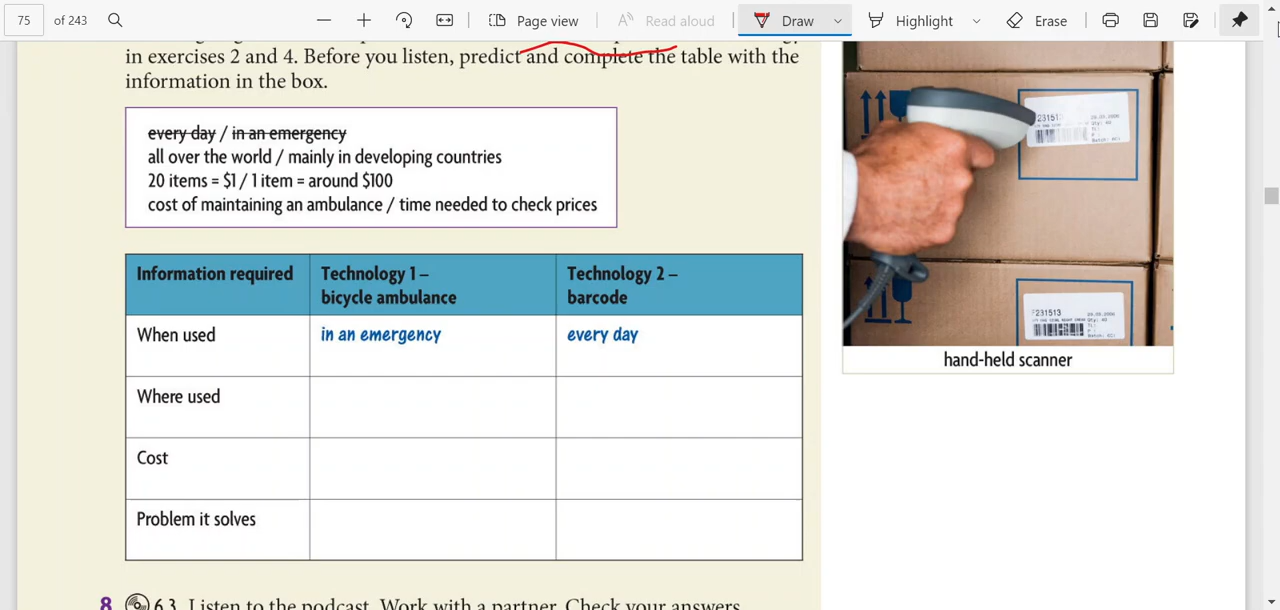 75 of 243 Page view Read aloud Draw Highlight Erase
in exercises 2 and 4. Before you listen, predict and complete the table with the
information in the box.
every day / in an emergency
all over the world / mainly in developing countries
20 items = $1 / 1 item = around $100
cost of maintaining an ambulance / time needed to check prices
Information required
Technology 1 –
bicycle ambulance
Technology 2 –
barcode
When used
in an emergency
every day
Where used
Cost
Problem it solves
8 6.3 Listen to the podcast. Work with a partner. Check your answers
F231513
hand-held scanner